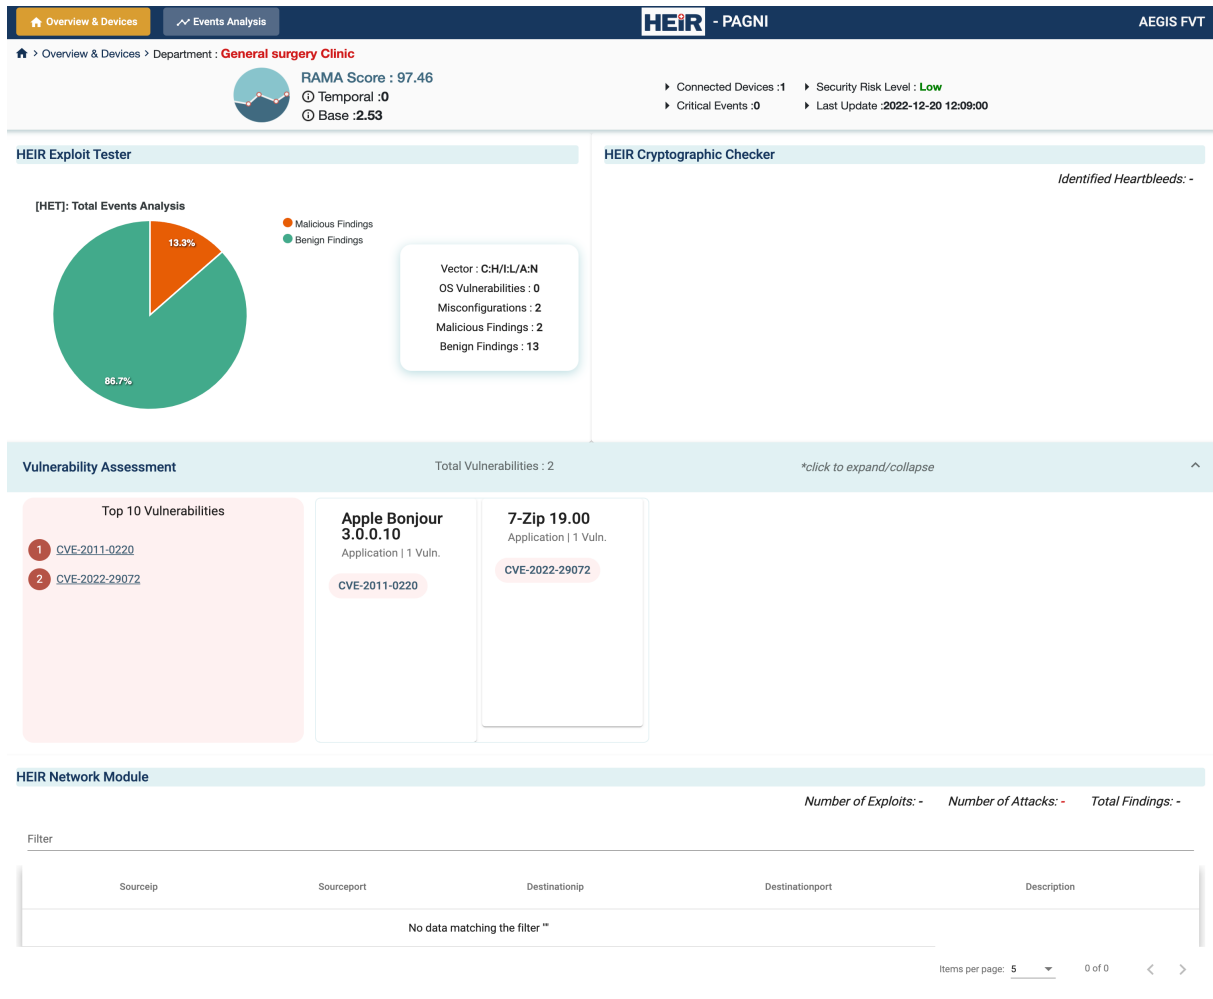 Overview & Devices
Events Analysis
HEiR - PAGNI
AEGIS FVT
> Overview & Devices > Department : General surgery Clinic
RAMA Score : 97.46
Temporal :0
Base :2.53
Connected Devices :1
Security Risk Level : Low
Critical Events :0
Last Update :2022-12-20 12:09:00
HEIR Exploit Tester
HEIR Cryptographic Checker
Identified Heartbleeds: -
[HET]: Total Events Analysis
Malicious Findings
Benign Findings
13.3%
86.7%
Vector : C:H/I:L/A:N
OS Vulnerabilities : 0
Misconfigurations : 2
Malicious Findings : 2
Benign Findings : 13
Vulnerability Assessment
Total Vulnerabilities : 2
*click to expand/collapse
Top 10 Vulnerabilities
1 CVE-2011-0220
2 CVE-2022-29072
Apple Bonjour
3.0.0.10
Application | 1 Vuln.
CVE-2011-0220
7-Zip 19.00
Application | 1 Vuln.
CVE-2022-29072
HEIR Network Module
Number of Exploits: - Number of Attacks: - Total Findings: -
Filter
Sourceip Sourceport Destinationip Destinationport Description
No data matching the filter ""
Items per page: 5 0 of 0